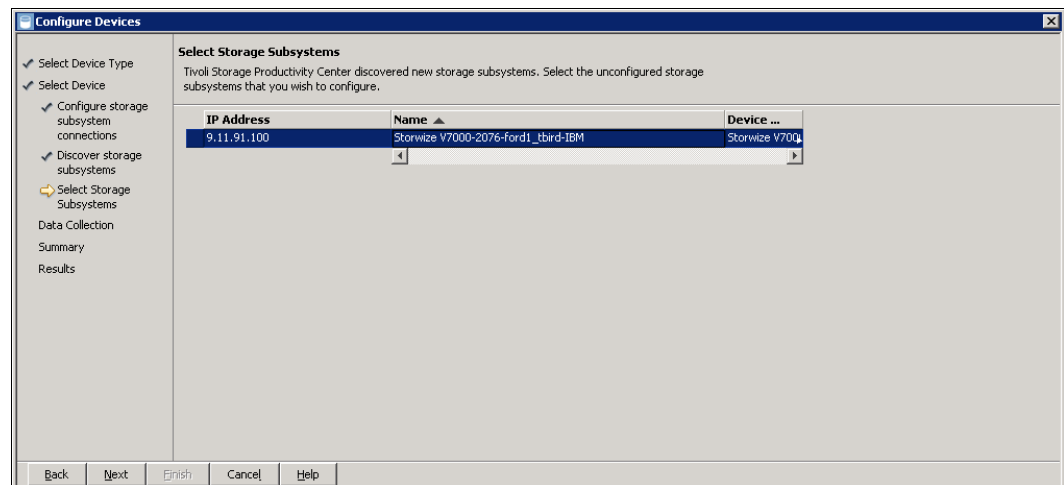 Configure Devices
Select Device Type
Select Device
Configure storage
subsystem
connections
Discover storage
subsystems
Select Storage
Subsystems
Data Collection
Summary
Results
Select Storage Subsystems
Tivoli Storage Productivity Center discovered new storage subsystems. Select the unconfigured storage
subsystems that you wish to configure.
IP Address Name Device ...
9.11.91.100 Storwize V7000-2076-ford1_tbird-IBM Storwize V700
Back Next Finish Cancel Help